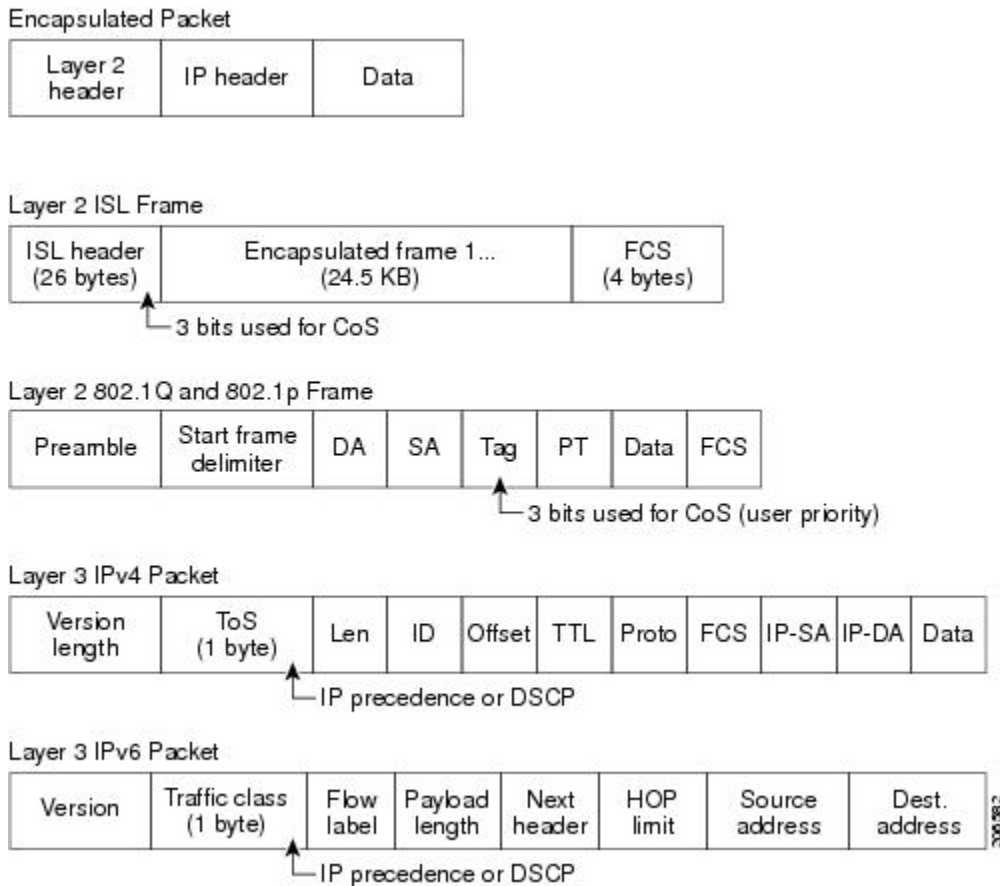 Encapsulated Packet
Layer 2
header
IP header
Data
Layer 2 ISL Frame
ISL header
(26 bytes)
Encapsulated frame 1...
(24.5 KB)
FCS
(4 bytes)
3 bits used for CoS
Layer 2 802.1Q and 802.1p Frame
Preamble
Start frame
delimiter
DA
SA
Tag
PT
Data
FCS
3 bits used for CoS (user priority)
Layer 3 IPv4 Packet
Version
length
ToS
(1 byte)
Len
ID
Offset
TTL
Proto
FCS
IP-SA
IP-DA
Data
IP precedence or DSCP
Layer 3 IPv6 Packet
Version
Traffic class
(1 byte)
Flow
label
Payload
length
Next
header
HOP
limit
Source
address
Dest.
address
IP precedence or DSCP